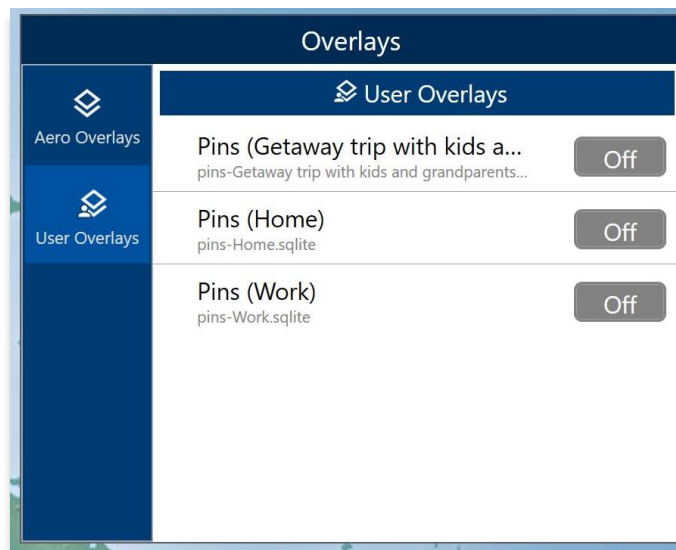 Overlays
Aero Overlays
User Overlays
User Overlays
Pins (Getaway trip with kids a...
pins-Getaway trip with kids and grandparents...
Off
Pins (Home)
pins-Home.sqlite
Off
Pins (Work)
pins-Work.sqlite
Off